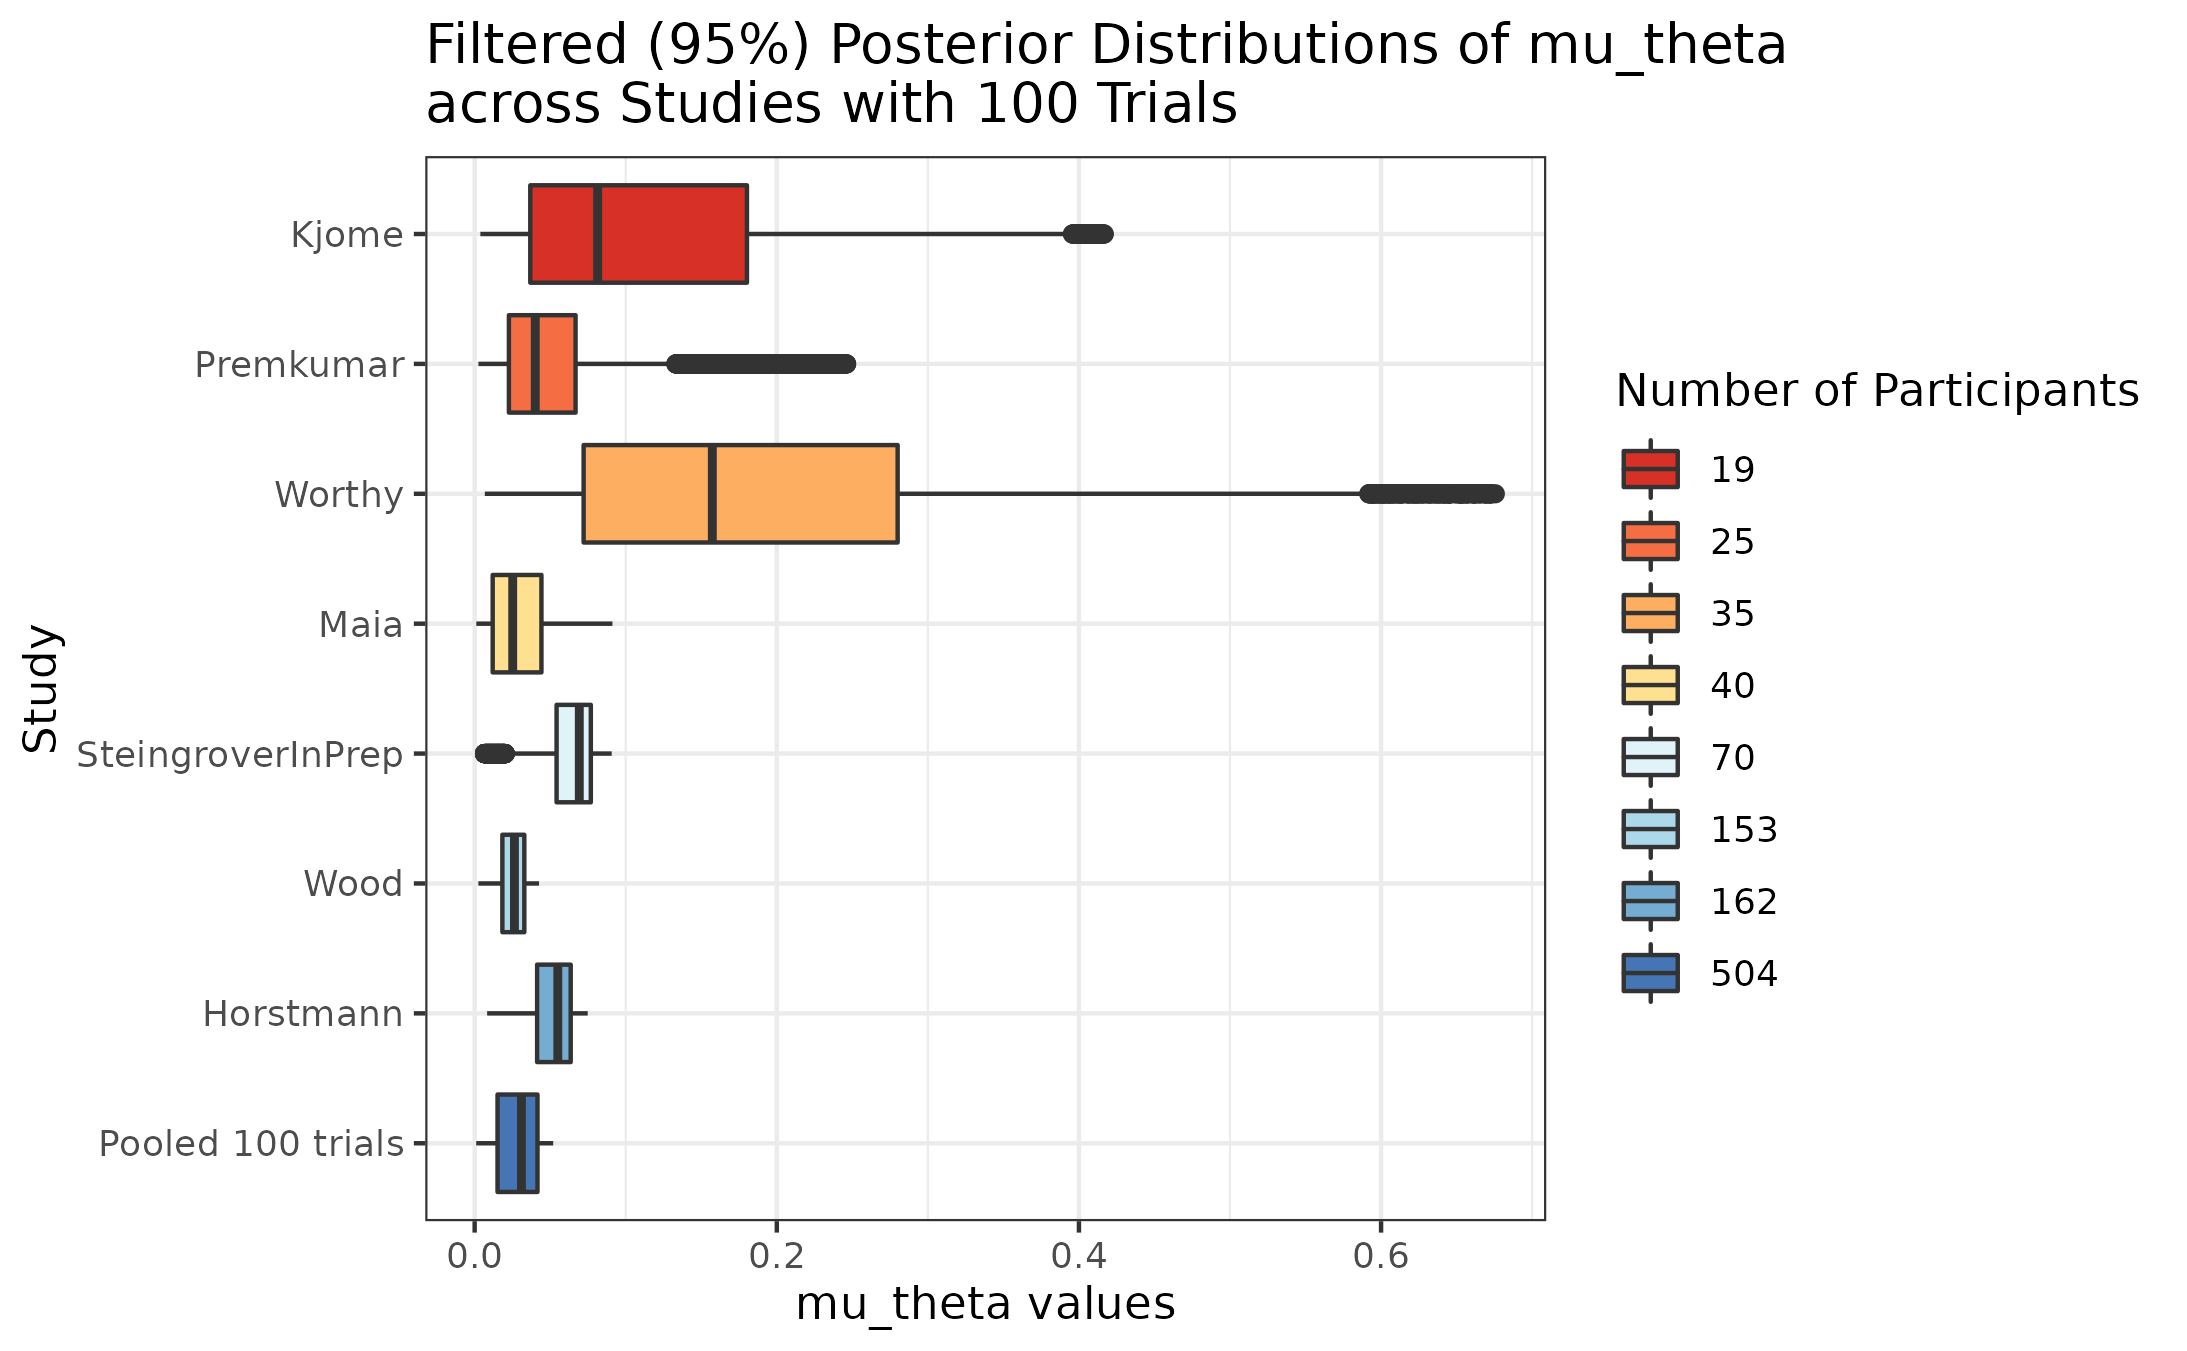 Filtered (95%) Posterior Distributions of mu_theta
across Studies with 100 Trials
Study
Kjome
Premkumar
Worthy
Maia
SteingroverInPrep
Wood
Horstmann
Pooled 100 trials
0.0
0.2
0.4
0.6
mu_theta values
Number of Participants
19
25
35
40
70
153
162
504